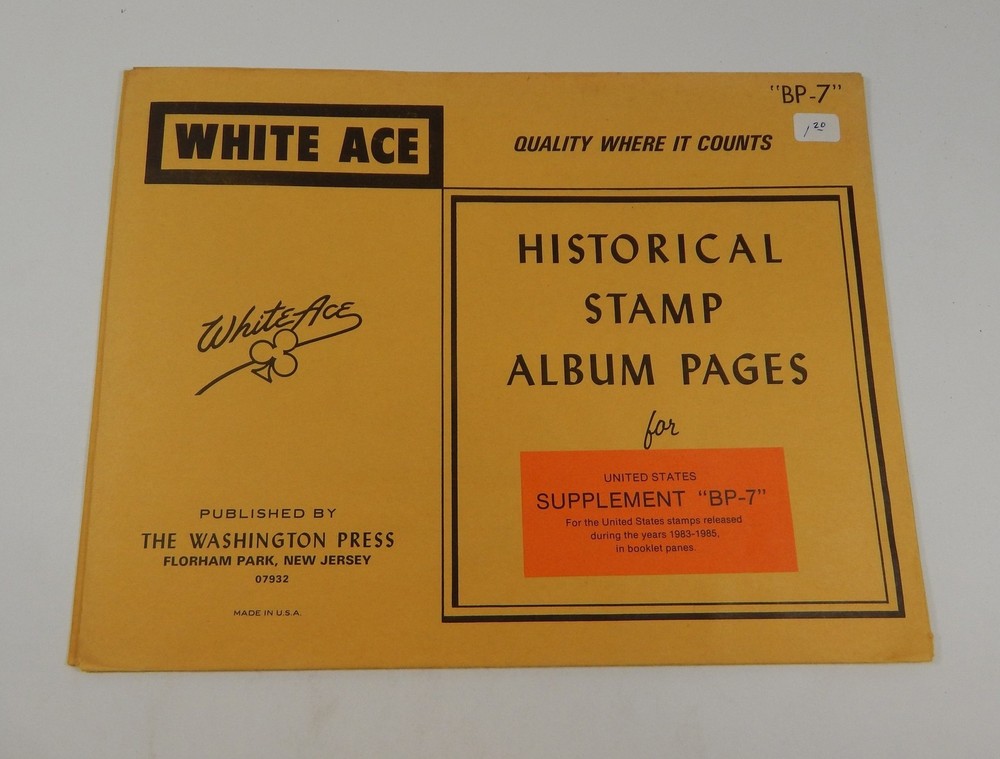 "BP-7"
1 20
WHITE ACE
QUALITY WHERE IT COUNTS
White Ace
HISTORICAL
STAMP
ALBUM PAGES
for
UNITED STATES
SUPPLEMENT "BP-7"
For the United States stamps released
during the years 1983-1985,
in booklet panes.
PUBLISHED BY
THE WASHINGTON PRESS
FLORHAM PARK, NEW JERSEY
07932
MADE IN U.S.A.